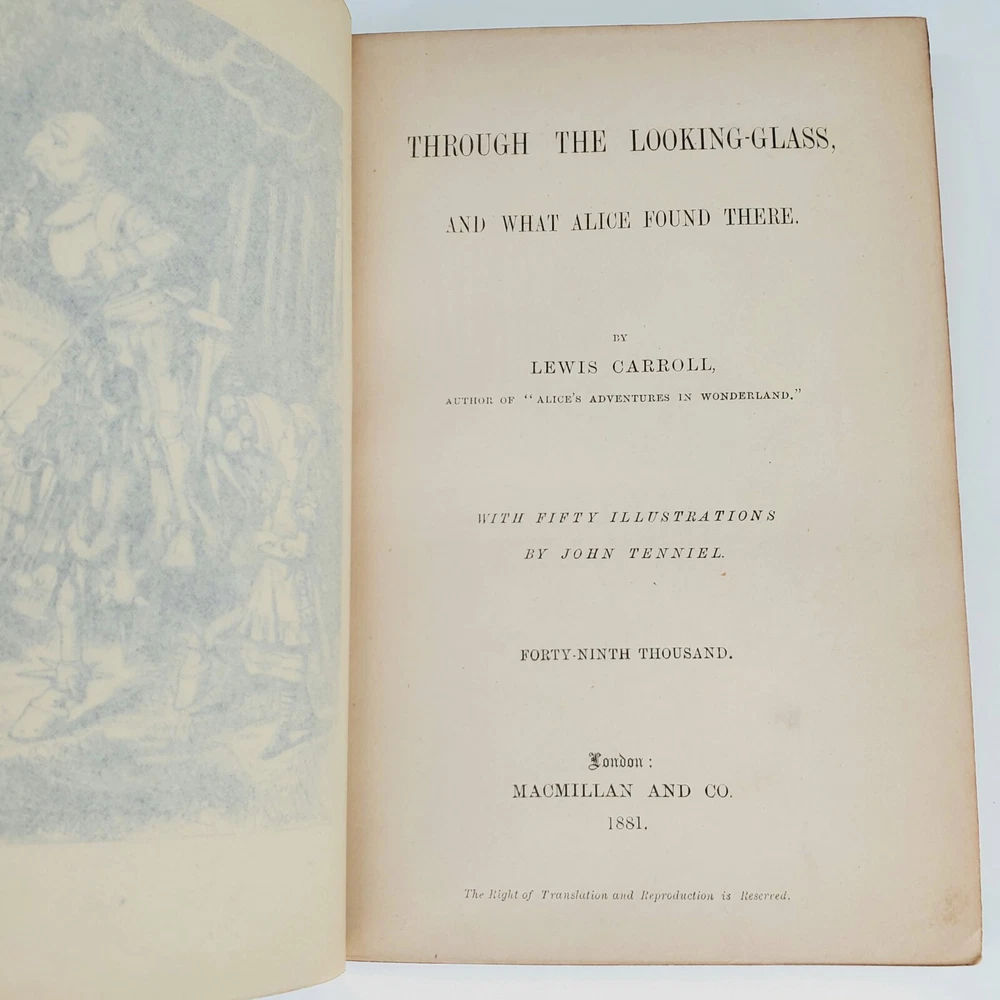 THROUGH THE LOOKING-GLASS,
AND WHAT ALICE FOUND THERE.
BY
LEWIS CARROLL,
AUTHOR OF "ALICE'S ADVENTURES IN WONDERLAND."
WITH FIFTY ILLUSTRATIONS
BY JOHN TENNIEL.
FORTY-NINTH THOUSAND.
London:
MACMILLAN AND CO.
1881.
The Right of Translation and Reproduction is Reserved.